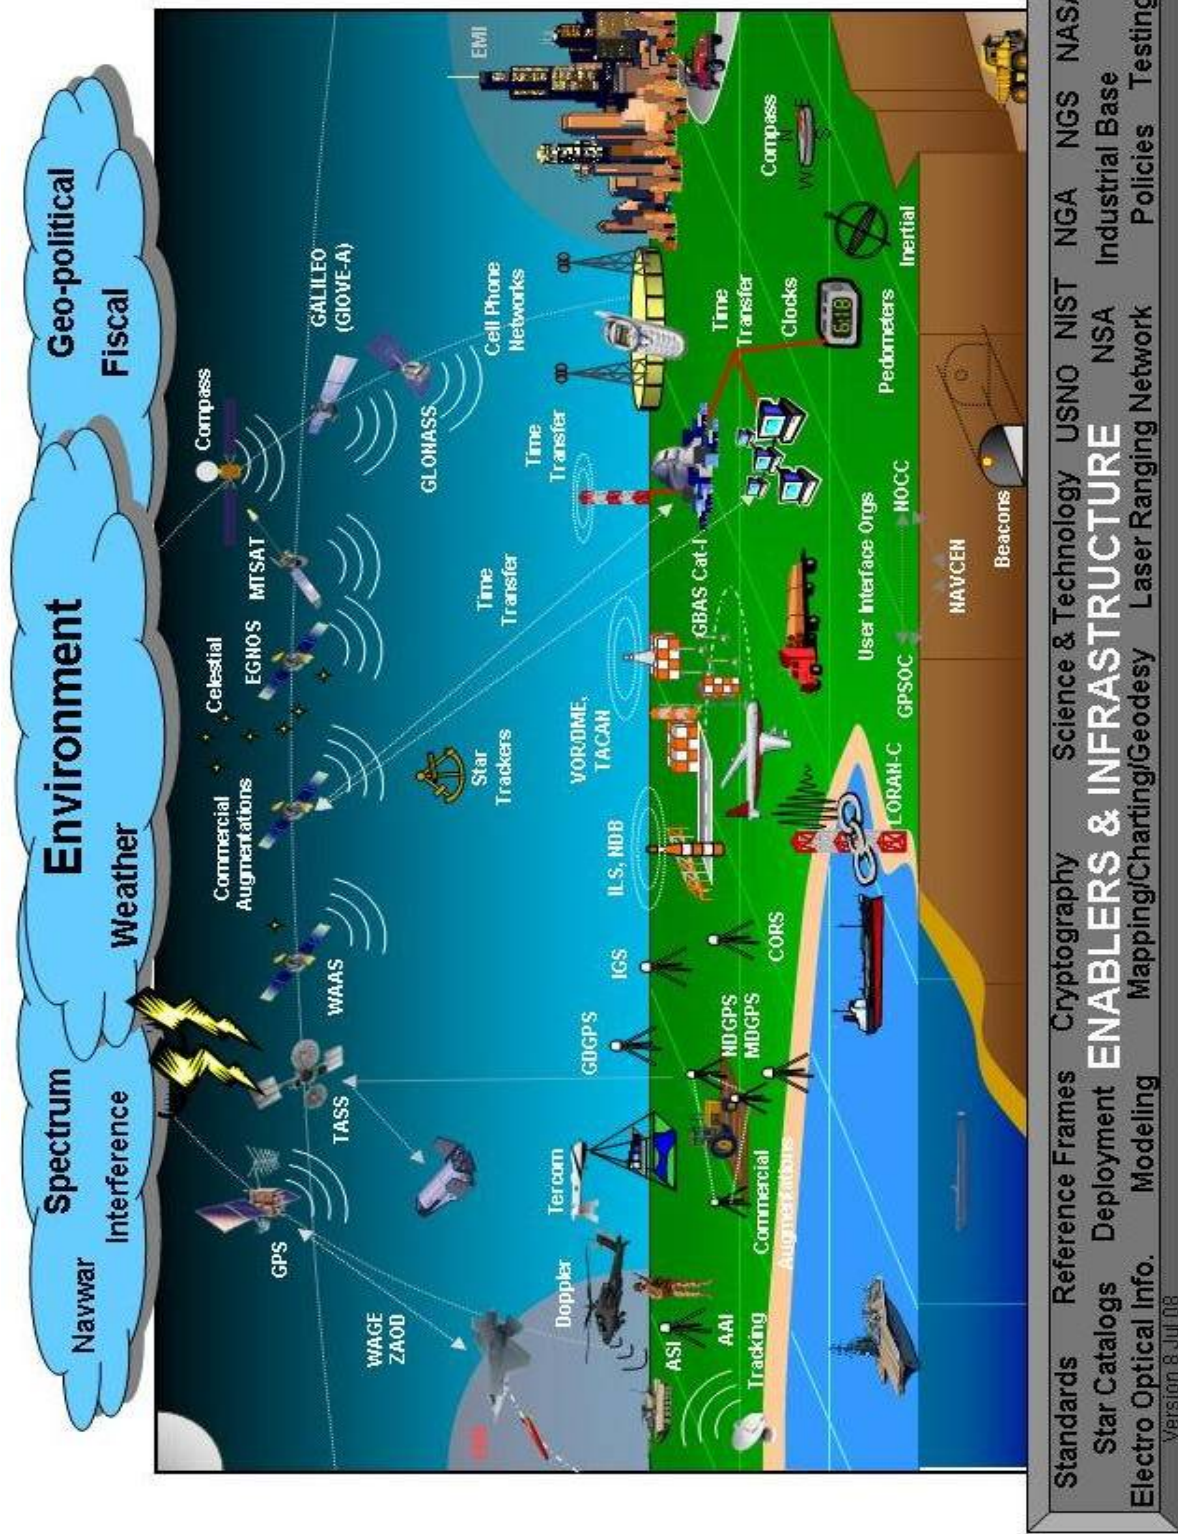 Spectrum
Navwar
Interference
Environment
Weather
Geo-political
Fiscal
GPS
TASS
WAAS
Commercial
Augmentations
Celestial
EGNOS
MTSAT
Compass
GALILEO
(GIOVE-A)
GLONASS
WAGE
ZAOD
Star
Trackers
Time
Transfer
Time
Transfer
Cell Phone
Networks
EMI
Doppler
Tercom
GDGPS
IGS
ILS, NDB
VOR/DME,
TACAN
ASI
AAI
Tracking
Commercial
Augmentations
NDGPS
MDGPS
CORS
GBAS Cat-I
Time
Transfer
Clocks
6:18
Compass
N
W
E
S
Inertial
Pedometers
LORAN-C
User Interface Orgs
GPSOC
NOCC
NAVCEN
Beacons
Standards Reference Frames Cryptography Science & Technology USNO NIST NGA NGS NASA
Star Catalogs Deployment ENABLERS & INFRASTRUCTURE NSA Industrial Base
Electro Optical Info. Modeling Mapping/Charting/Geodesy Laser Ranging Network Policies Testing
Version 8 Jul 08